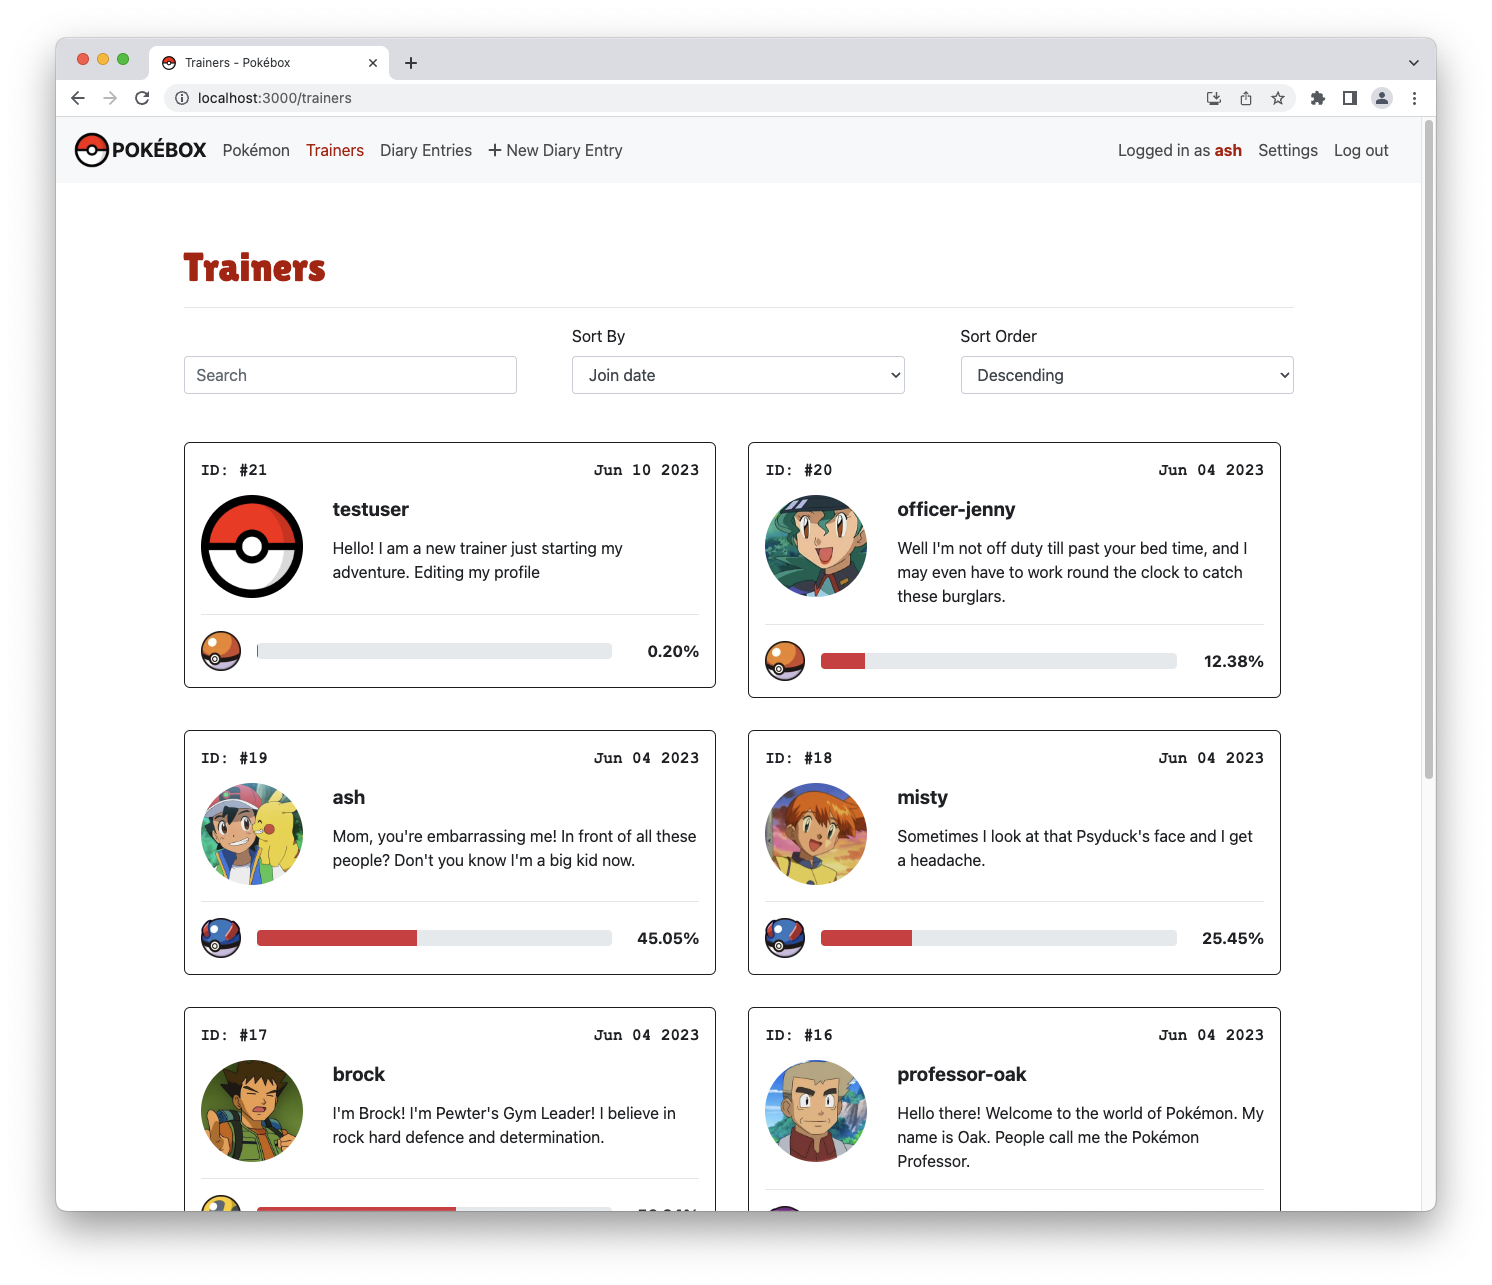 Trainers - Pokébox
localhost:3000/trainers
POKÉBOX Pokémon Trainers Diary Entries + New Diary Entry Logged in as ash Settings Log out
Trainers
Sort By Sort Order
Search Join date Descending
ID: #21 Jun 10 2023
testuser
Hello! I am a new trainer just starting my
adventure. Editing my profile
0.20%
ID: #20 Jun 04 2023
officer-jenny
Well I'm not off duty till past your bed time, and I
may even have to work round the clock to catch
these burglars.
12.38%
ID: #19 Jun 04 2023
ash
Mom, you're embarrassing me! In front of all these
people? Don't you know I'm a big kid now.
45.05%
ID: #18 Jun 04 2023
misty
Sometimes I look at that Psyduck's face and I get
a headache.
25.45%
ID: #17 Jun 04 2023
brock
I'm Brock! I'm Pewter's Gym Leader! I believe in
rock hard defence and determination.
ID: #16 Jun 04 2023
professor-oak
Hello there! Welcome to the world of Pokémon. My
name is Oak. People call me the Pokémon
Professor.